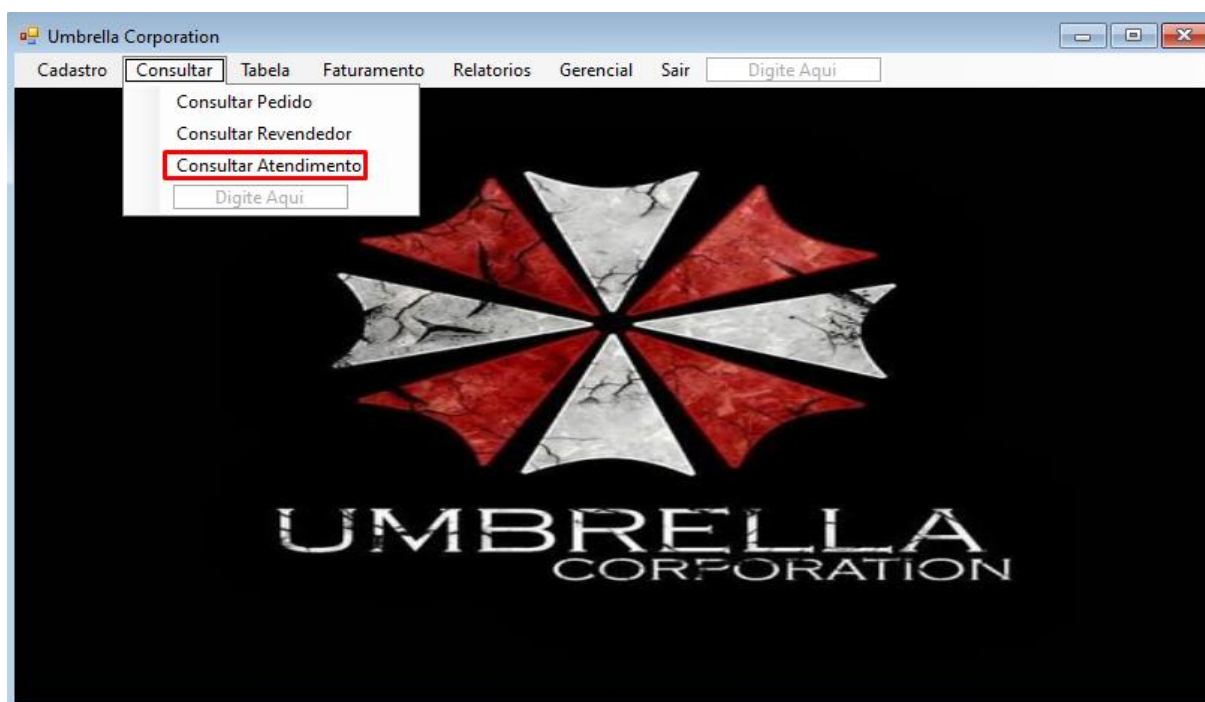 Umbrella Corporation
Cadastro Consultar Tabela Faturamento Relatorios Gerencial Sair Digite Aqui
Consultar Pedido
Consultar Revendedor
Consultar Atendimento
Digite Aqui
UMBRELLA
CORPORATION